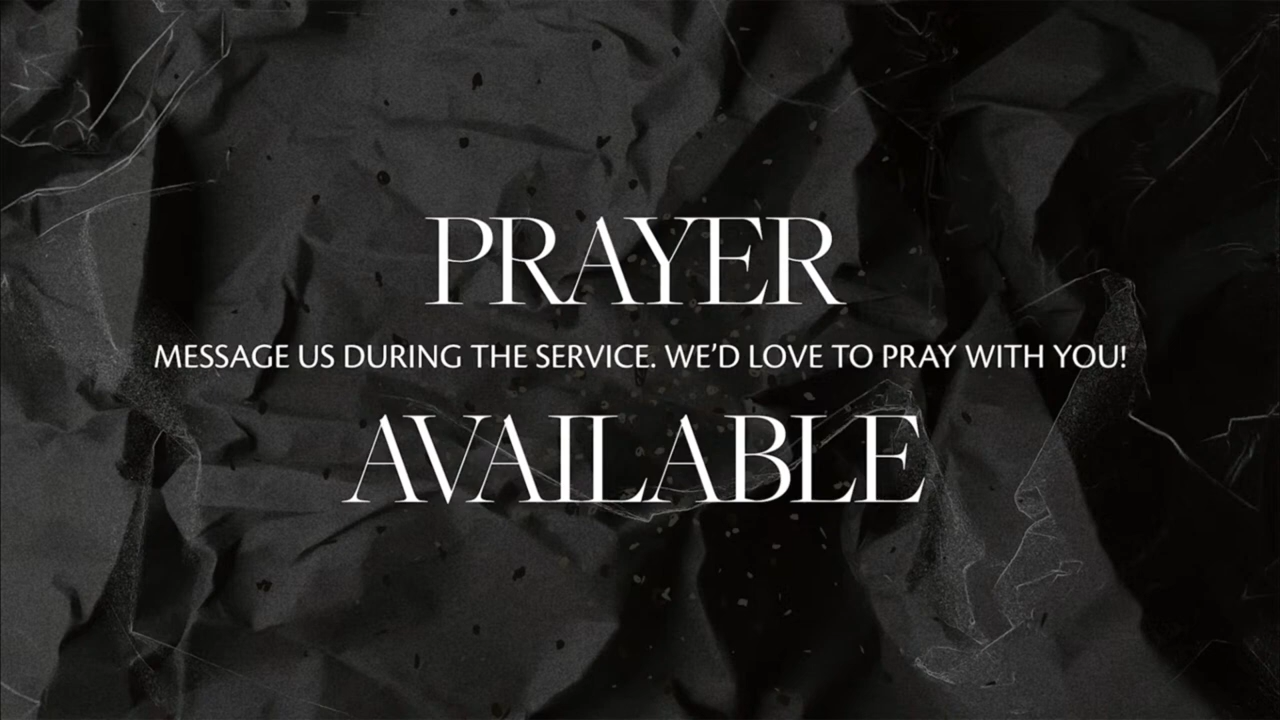 PRAYER
MESSAGE US DURING THE SERVICE. WE'D LOVE TO PRAY WITH YOU!
AVAILABLE